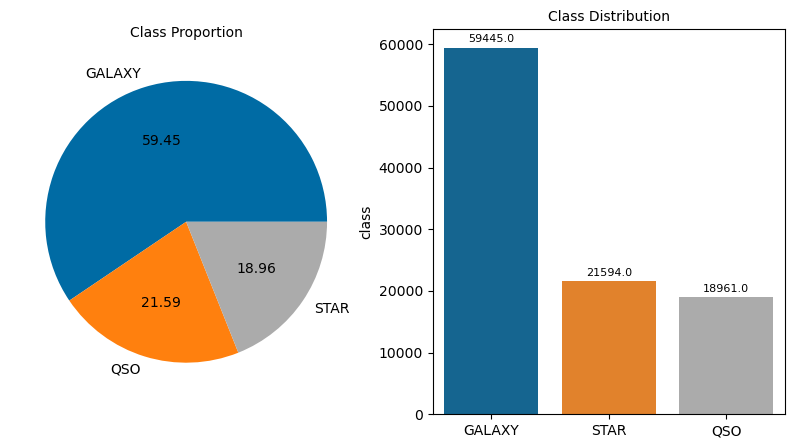 Class Proportion
GALAXY
59.45
18.96
21.59
STAR
QSO
Class Distribution
59445.0
60000
50000
40000
30000
class
21594.0
20000
18961.0
10000
0
GALAXY STAR QSO